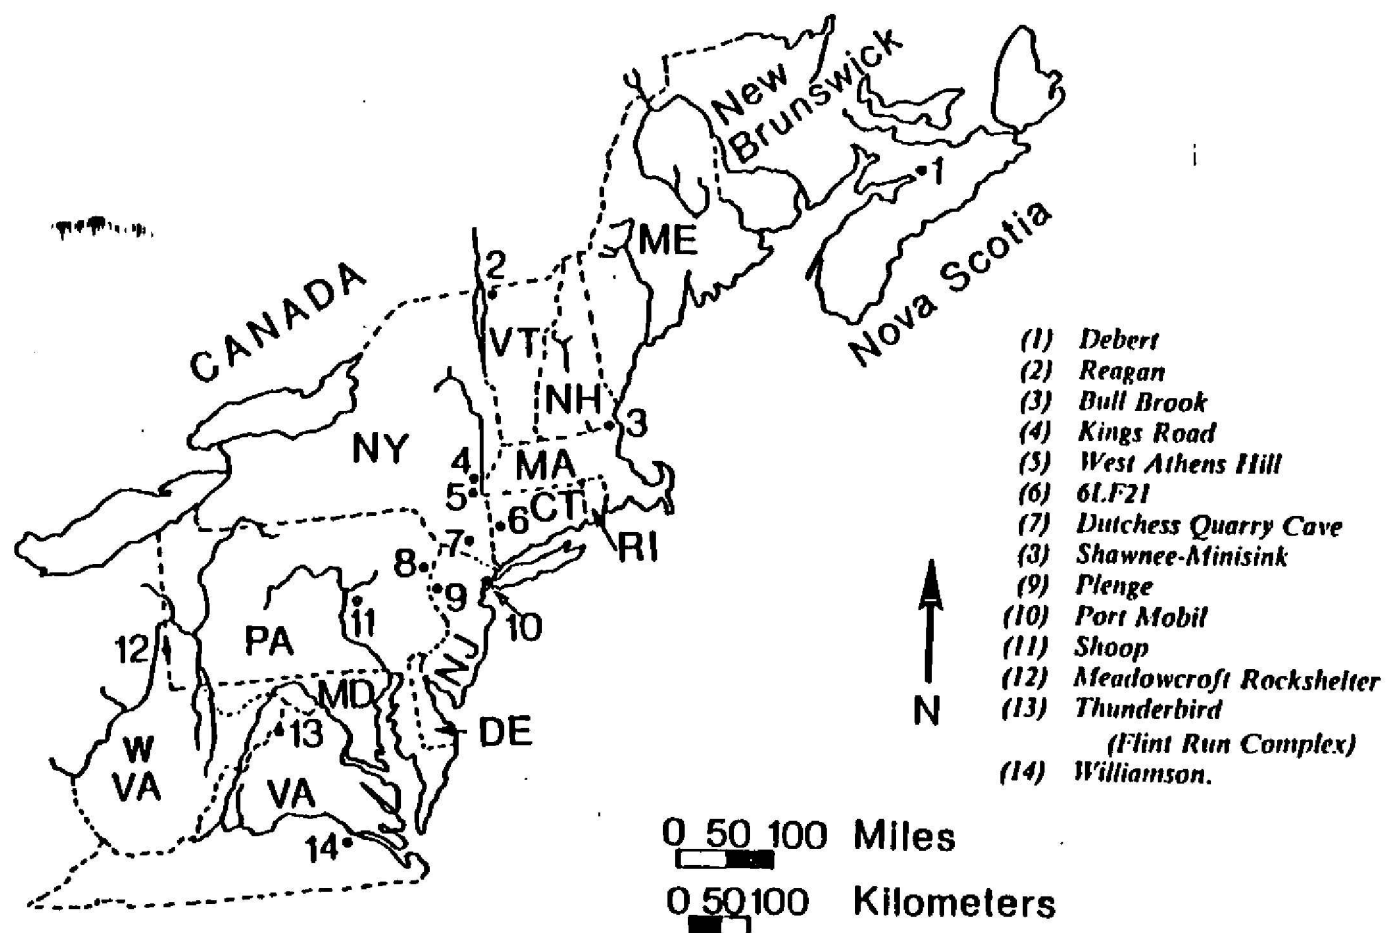 New
Brunswick
1
ME
Nova Scotia
CANADA
2
VT
NH
3
NY
4
MA
5
CT
6
RI
7
8
9
10
11
PA
NJ
12
MD
DE
13
W
VA
VA
14
N
(1) Debert
(2) Reagan
(3) Bull Brook
(4) Kings Road
(5) West Athens Hill
(6) 6LF21
(7) Dutchess Quarry Cave
(3) Shawnee-Minisink
(9) Plenge
(10) Port Mobil
(11) Shoop
(12) Meadowcroft Rockshelter
(13) Thunderbird
(Flint Run Complex)
(14) Williamson.
0 50 100 Miles
0 50 100 Kilometers